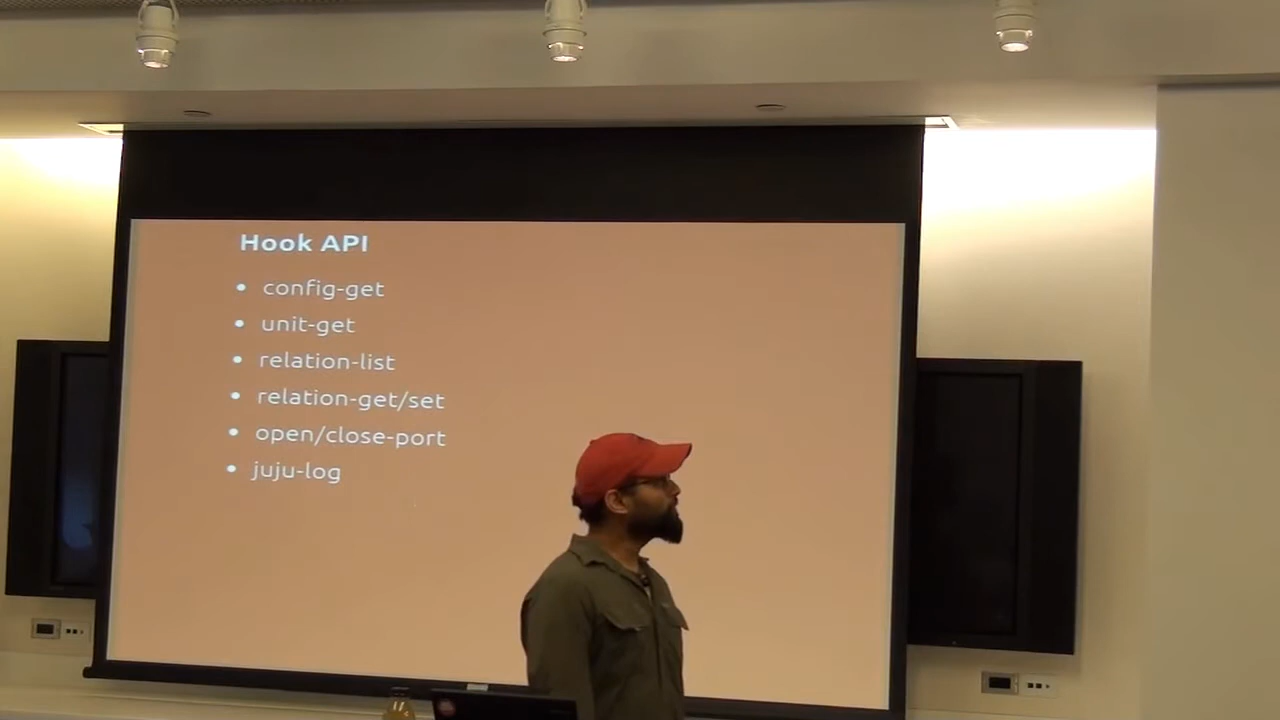 Hook API
• config-get
• unit-get
• relation-list
• relation-get/set
• open/close-port
• juju-log